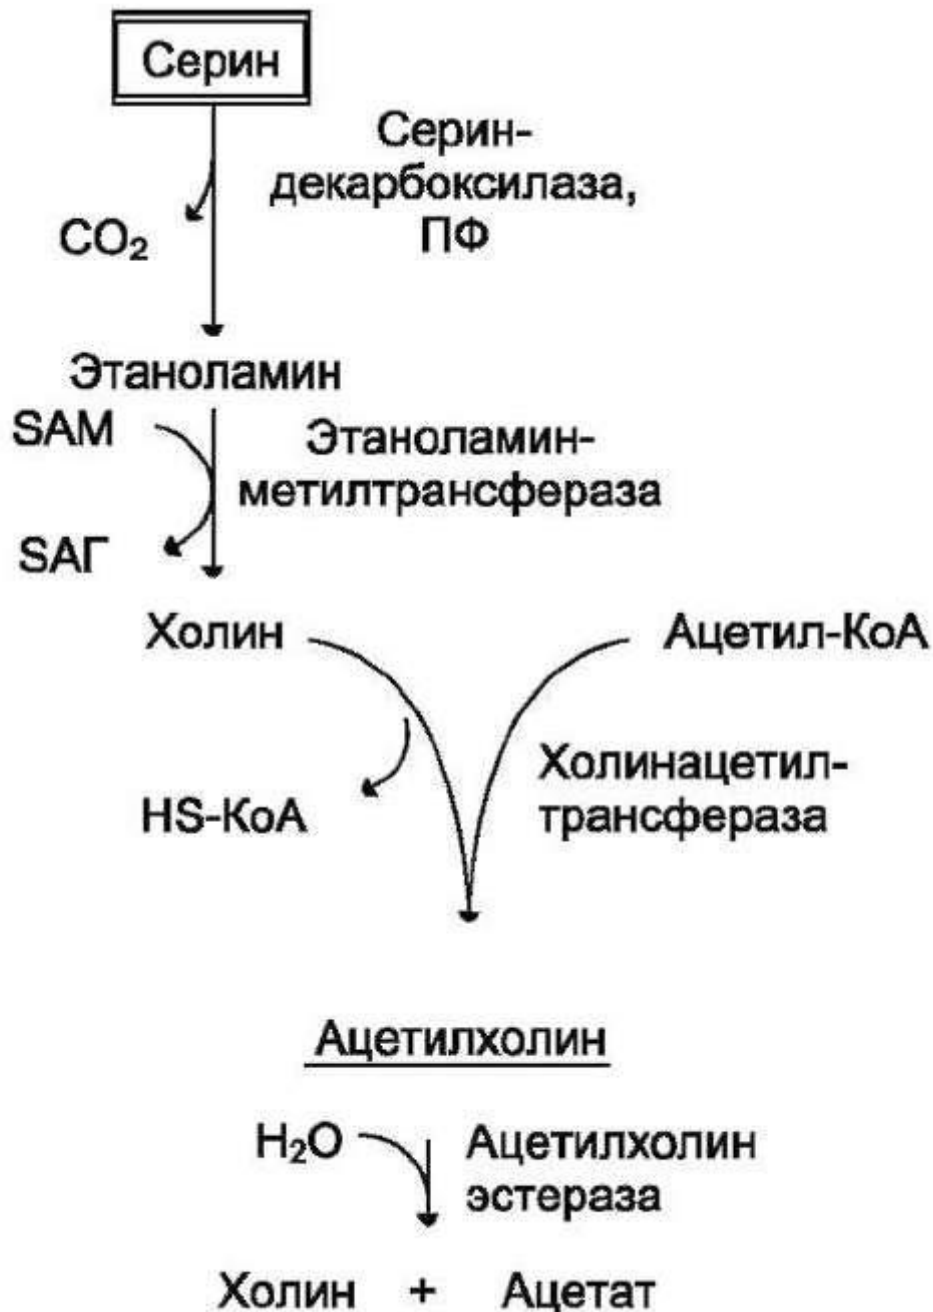 Серин
Серин-
декарбоксилаза,
ПФ
CO₂
Этаноламин
SAM
Этаноламин-
метилтрансфераза
SAГ
Холин
Ацетил-КоА
Холинацетил-
трансфераза
HS-КоА
Ацетилхолин
H₂O
Ацетилхолин
эстераза
Холин + Ацетат